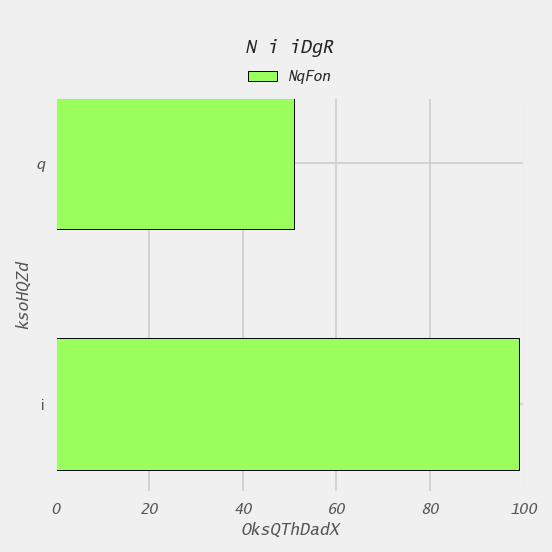 N i iDgR
NqFon
q
ksoHQZd
i
0 20 40 60 80 100
OksQThDadX